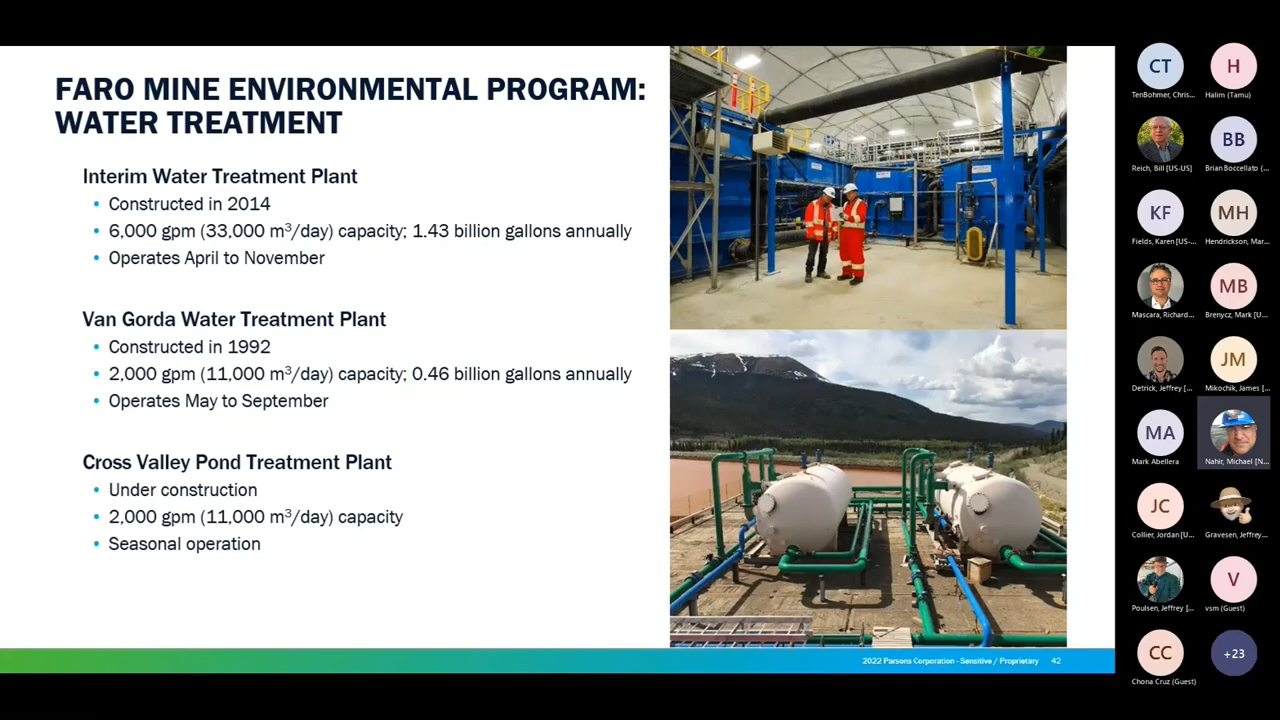 FARO MINE ENVIRONMENTAL PROGRAM:
WATER TREATMENT
Interim Water Treatment Plant
• Constructed in 2014
• 6,000 gpm (33,000 m³/day) capacity; 1.43 billion gallons annually
• Operates April to November
Van Gorda Water Treatment Plant
• Constructed in 1992
• 2,000 gpm (11,000 m³/day) capacity; 0.46 billion gallons annually
• Operates May to September
Cross Valley Pond Treatment Plant
• Under construction
• 2,000 gpm (11,000 m³/day) capacity
• Seasonal operation
2022 Parsons Corporation - Sensitive / Proprietary 42
CT
TenBohmer, Chris...
H
Halim (Tamu)
Reich, Bill [US-US]
BB
Brian Boccellato (...
KF
Fields, Karen [US-...
MH
Hendrickson, Mar...
Mascara, Richard...
MB
Brenycz, Mark [U...
Detrick, Jeffrey [...
JM
Mikochik, James [...
MA
Mark Abellera
Nahir, Michael [N...
JC
Collier, Jordan [U...
Gravesen, Jeffrey...
Poulsen, Jeffrey [...
V
vsm (Guest)
CC
Chona Cruz (Guest)
+23